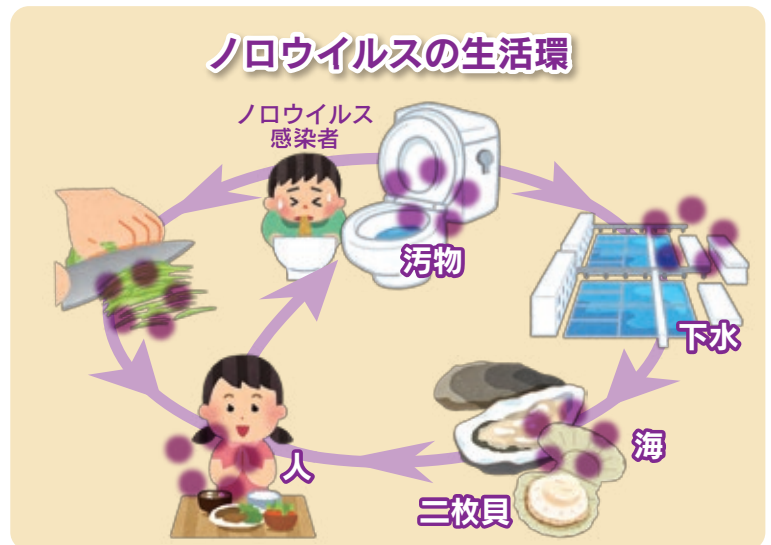 ノロウイルスの生活環
ノロウイルス
感染者
汚物
下水
海
二枚貝
人